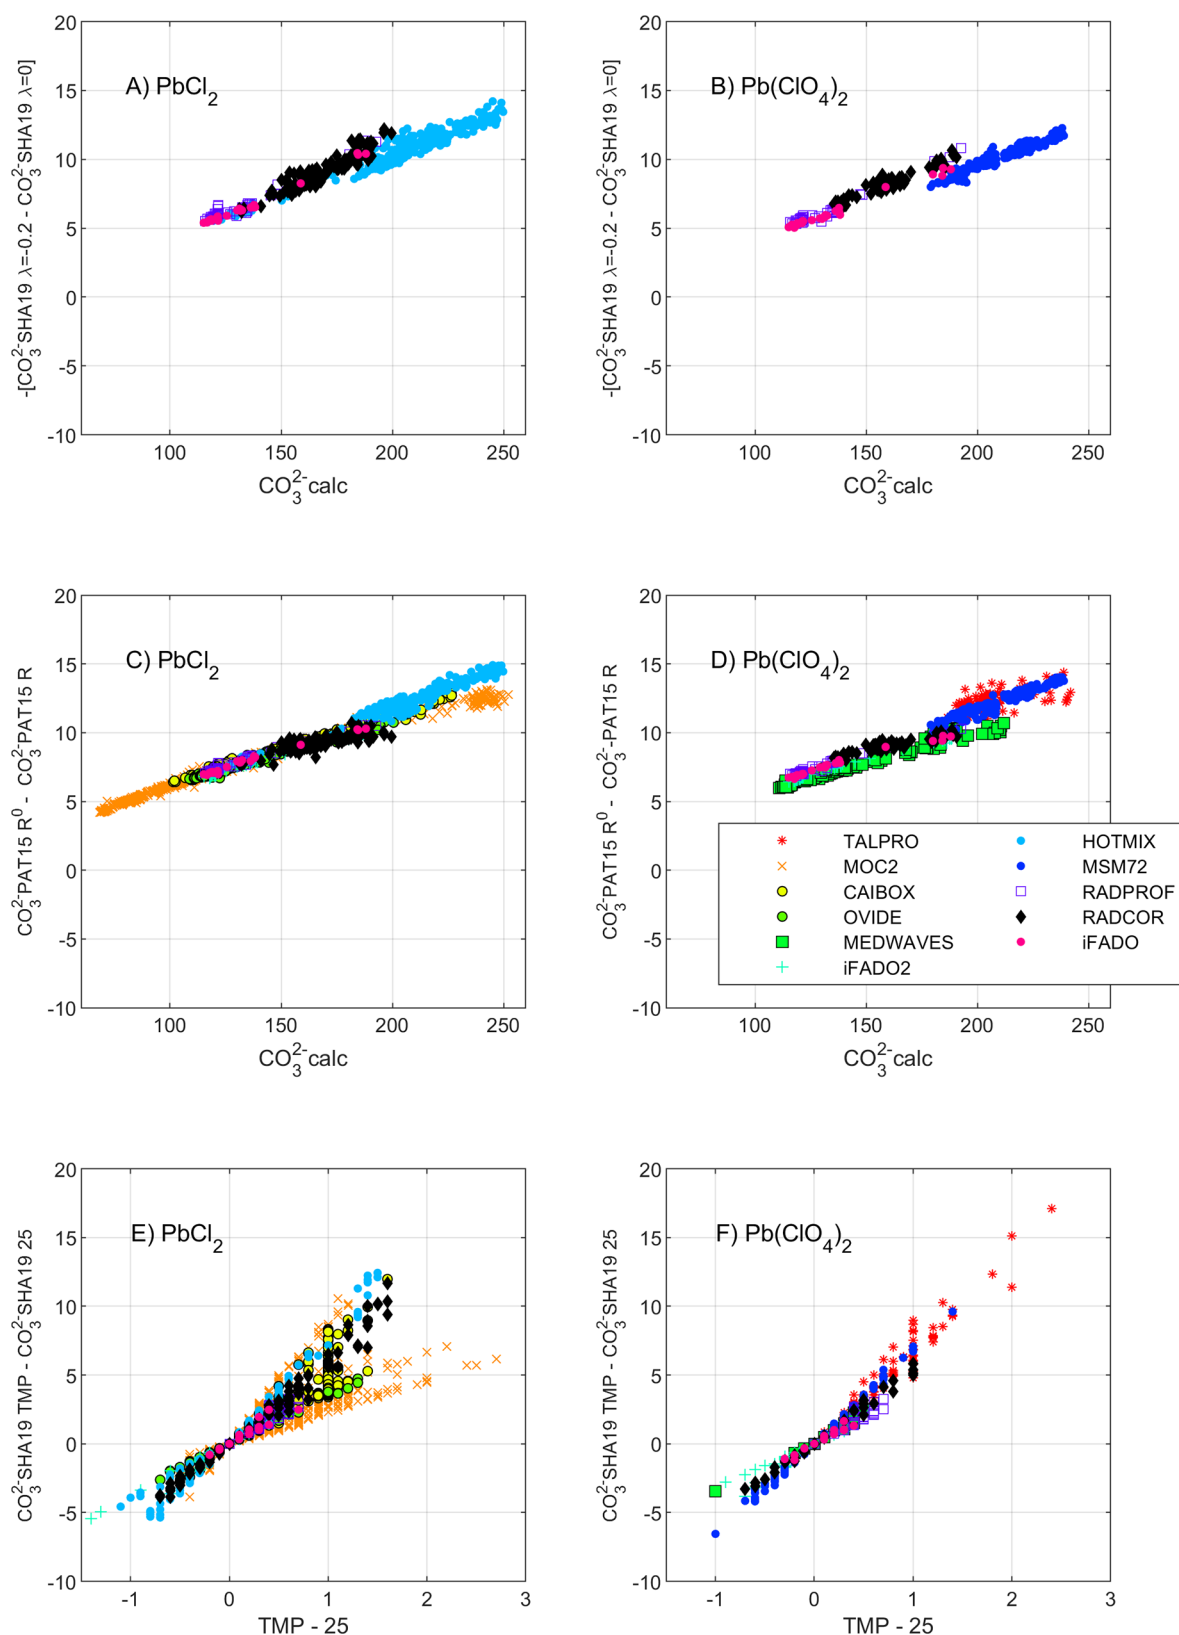 20
15
10
5
0
-5
-10
100
150
200
250
A) PbCl2
CO3^2-calc
-[CO3^2-SHA19 λ=-0.2 - CO3^2-SHA19 λ=0]
20
15
10
5
0
-5
-10
100
150
200
250
B) Pb(ClO4)2
CO3^2-calc
-[CO3^2-SHA19 λ=-0.2 - CO3^2-SHA19 λ=0]
20
15
10
5
0
-5
-10
100
150
200
250
C) PbCl2
CO3^2-calc
CO3^2-PAT15 R^0 - CO3^2-PAT15 R
20
15
10
5
0
-5
-10
100
150
200
250
D) Pb(ClO4)2
CO3^2-calc
CO3^2-PAT15 R^0 - CO3^2-PAT15 R
TALPRO
MOC2
CAIBOX
OVIDE
MEDWAVES
iFADO2
HOTMIX
MSM72
RADPROF
RADCOR
iFADO
20
15
10
5
0
-5
-10
-1
0
1
2
3
E) PbCl2
TMP - 25
CO3^2-SHA19 TMP - CO3^2-SHA19 25
20
15
10
5
0
-5
-10
-1
0
1
2
3
F) Pb(ClO4)2
TMP - 25
CO3^2-SHA19 TMP - CO3^2-SHA19 25